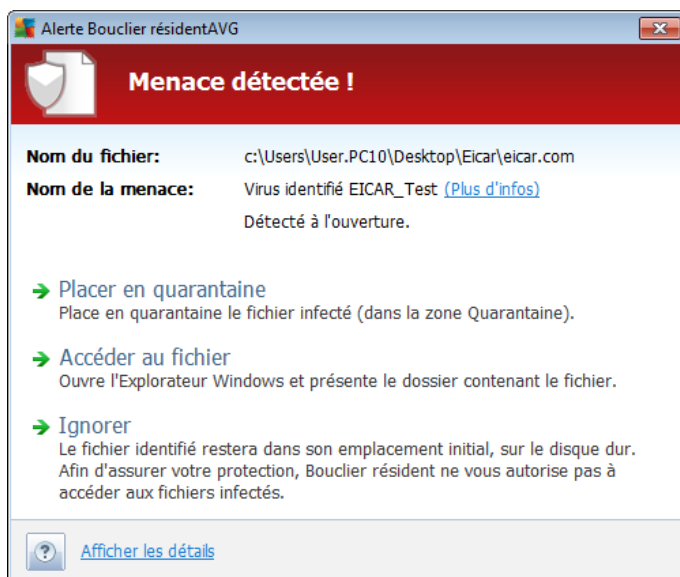 Alerte Bouclier résidentAVG
Menace détectée !
Nom du fichier: c:\Users\User.PC10\Desktop\Eicar\eicar.com
Nom de la menace: Virus identifié EICAR_Test (Plus d'infos)
Détecté à l'ouverture.
Placer en quarantaine
Place en quarantaine le fichier infecté (dans la zone Quarantaine).
Accéder au fichier
Ouvre l'Explorateur Windows et présente le dossier contenant le fichier.
Ignorer
Le fichier identifié restera dans son emplacement initial, sur le disque dur.
Afin d'assurer votre protection, Bouclier résident ne vous autorise pas à
accéder aux fichiers infectés.
? Afficher les détails